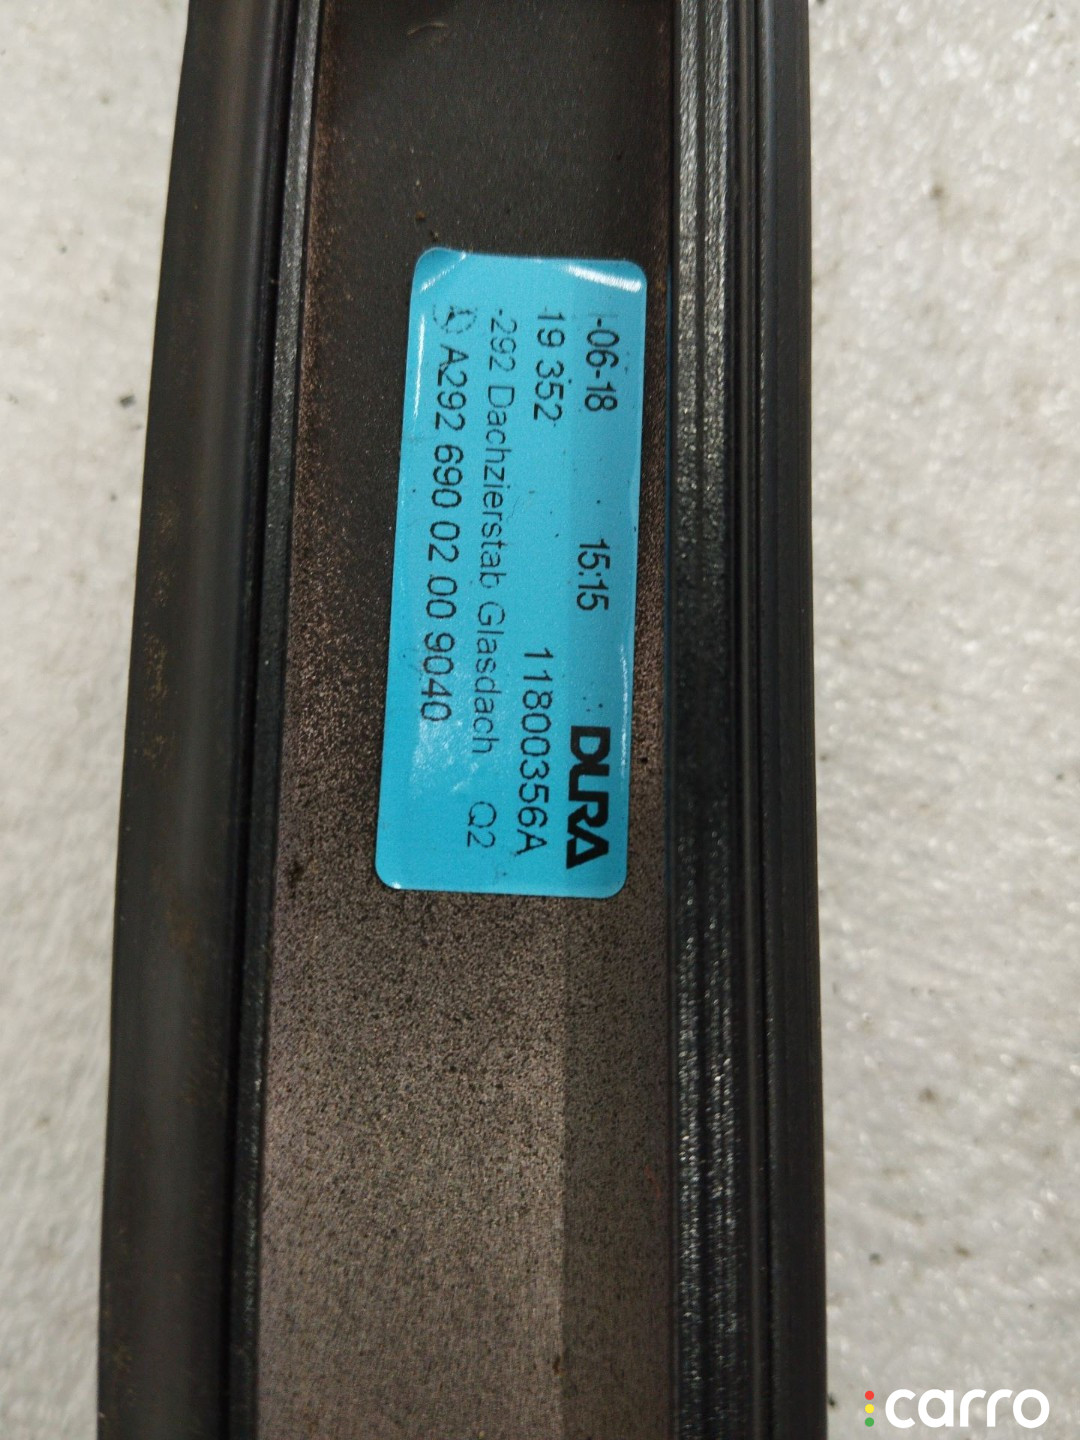 -06-18 15:15 DURA
19 352 11800356A
-292 Dachzierstab Glasdach Q2
A292 690 02 00 9040
carro